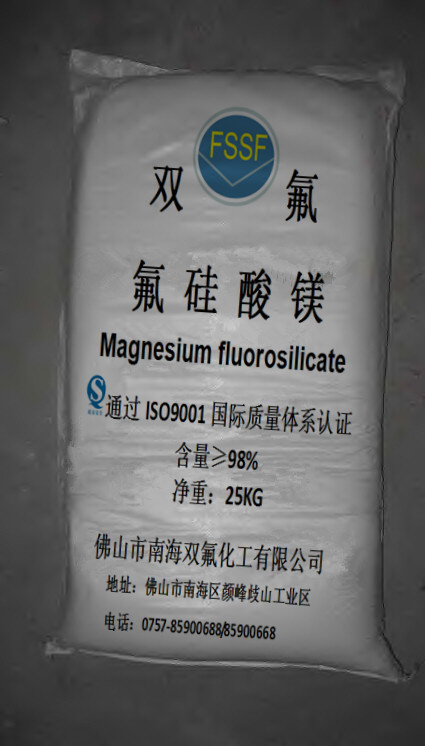 FSSF
双 氟
氟硅酸镁
Magnesium fluorosilicate
通过 ISO9001 国际质量体系认证
含量≥98%
净重：25KG
佛山市南海双氟化工有限公司
地址：佛山市南海区颜峰歧山工业区
电话：0757-85900688/85900668